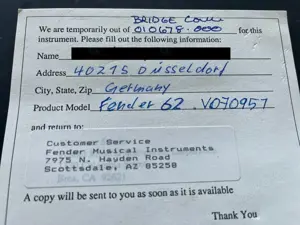 BRIDGE Cover
We are temporarily out of 010678.000 for this
instrument. Please fill out the following information:
Name
Address 40215 Düsseldorf
City, State, Zip Germany
Product Model Fender 62 V070957
and return to:
Customer Service
Fender Musical Instruments
7975 N. Hayden Road
Scottsdale, AZ 85258
Brea, CA
A copy will be sent to you as soon as it is available
Thank You